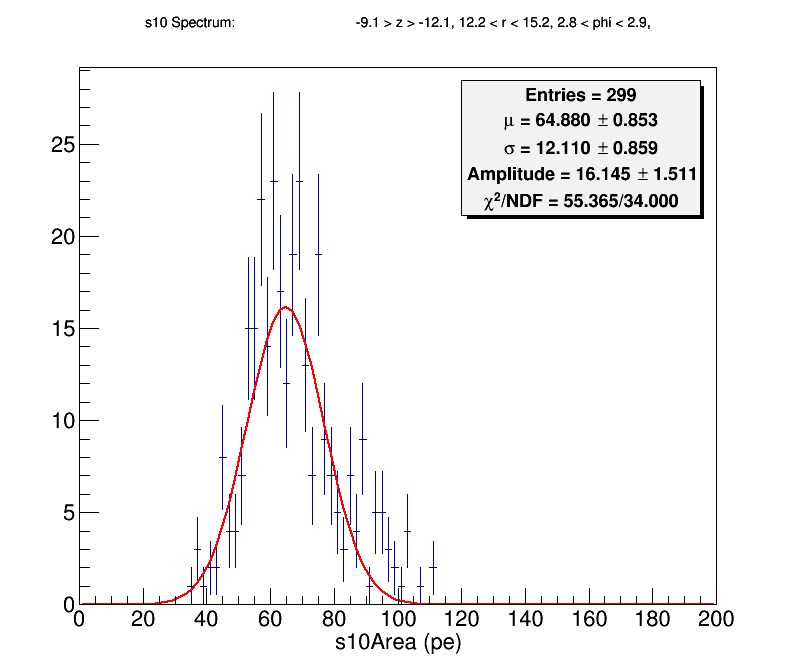 s10 Spectrum: -9.1 > z > -12.1, 12.2 < r < 15.2, 2.8 < phi < 2.9,
Entries = 299
μ = 64.880 ± 0.853
σ = 12.110 ± 0.859
Amplitude = 16.145 ± 1.511
χ²/NDF = 55.365/34.000
25
20
15
10
5
0
0 20 40 60 80 100 120 140 160 180 200
s10Area (pe)